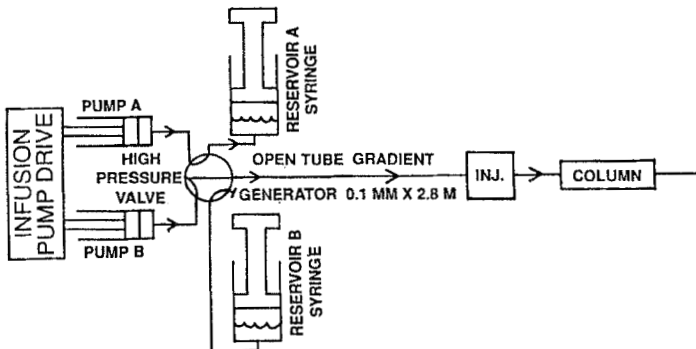 RESERVOIR A
SYRINGE
PUMP A
INFUSION
PUMP DRIVE
HIGH
PRESSURE
VALVE
OPEN TUBE GRADIENT
GENERATOR 0.1 MM X 2.8 M
INJ.
COLUMN
PUMP B
RESERVOIR B
SYRINGE